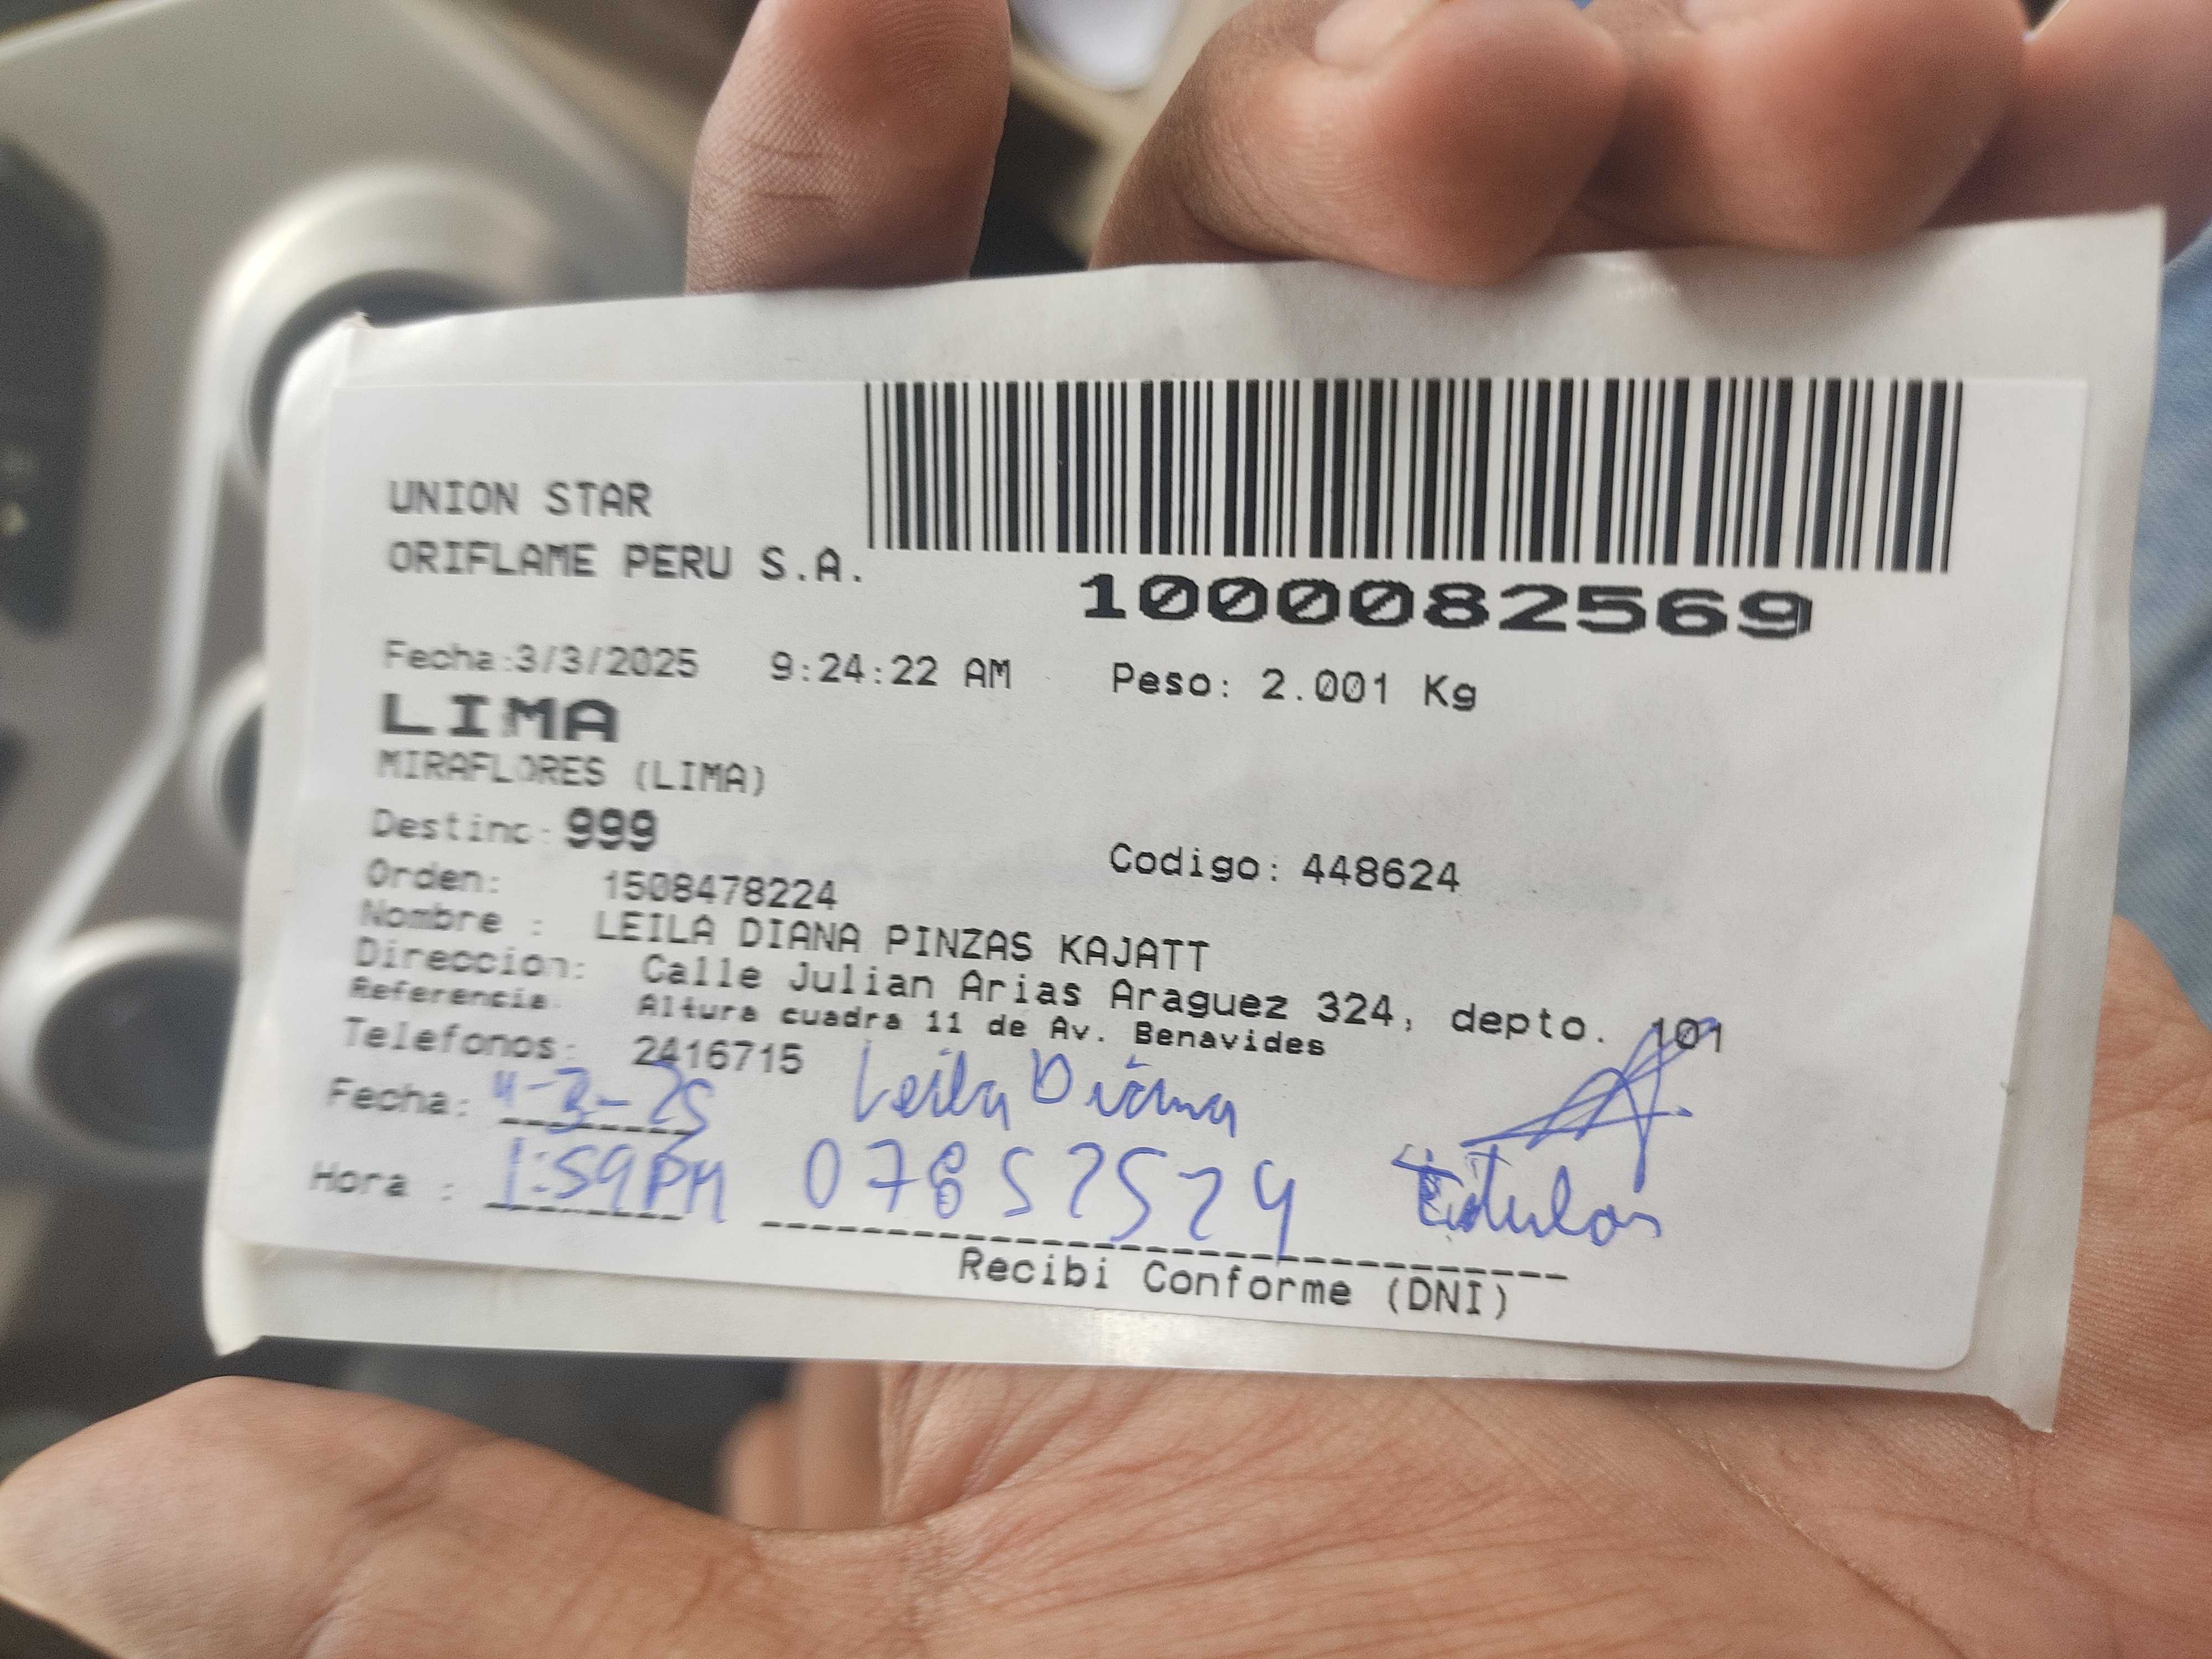 UNION STAR
ORIFLAME PERU S.A.
1000082569
Fecha:3/3/2025 9:24:22 AM Peso: 2.001 Kg
LIMA
MIRAFLORES (LIMA)
Destino: 999
Codigo: 448624
Orden: 1508478224
Nombre : LEILA DIANA PINZAS KAJATT
Direccion: Calle Julian Arias Araguez 324, depto. 101
Referencia: Altura cuadra 11 de Av. Benavides
Telefonos: 2416715
Leila Diana
Fecha: 4-3-25
Hora : 1:59PM 07852524 titular
Recibi Conforme (DNI)